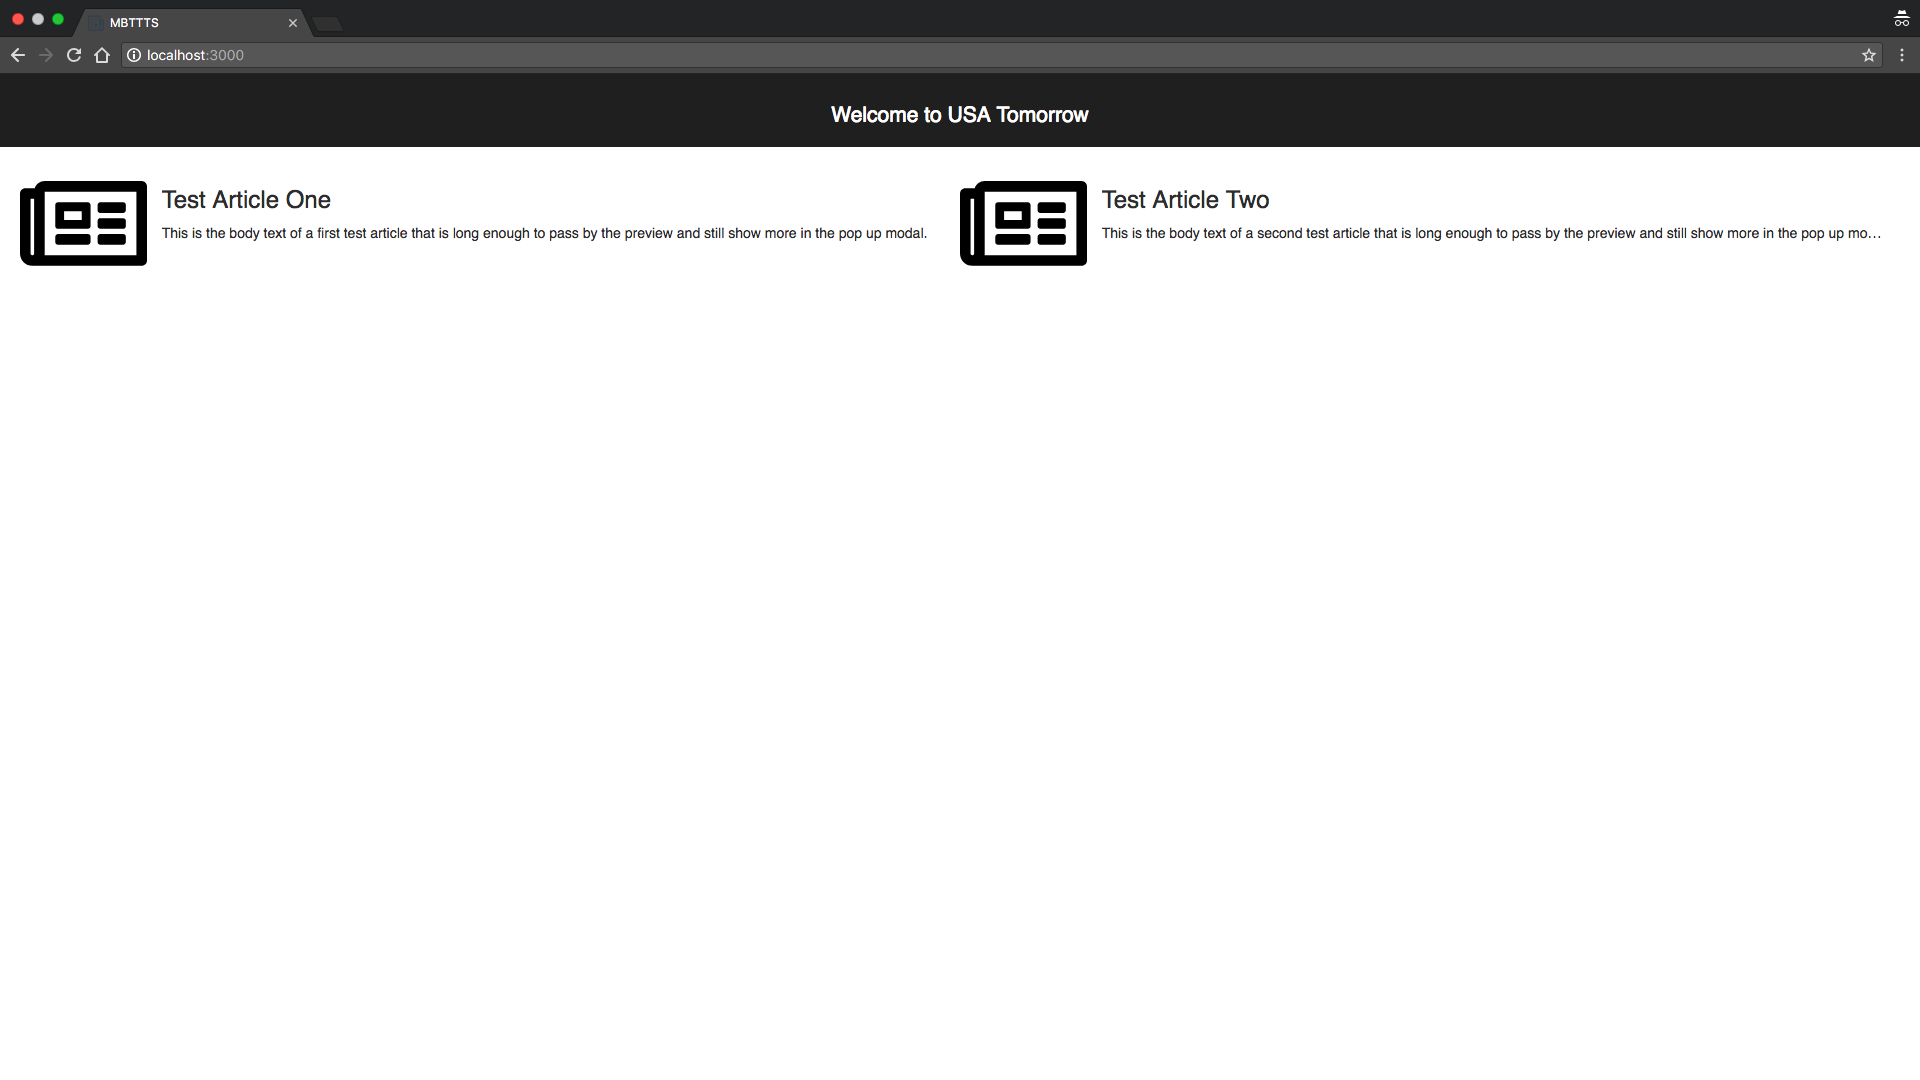 MBTTTS
localhost:3000
Welcome to USA Tomorrow
Test Article One
This is the body text of a first test article that is long enough to pass by the preview and still show more in the pop up modal.
Test Article Two
This is the body text of a second test article that is long enough to pass by the preview and still show more in the pop up mo…